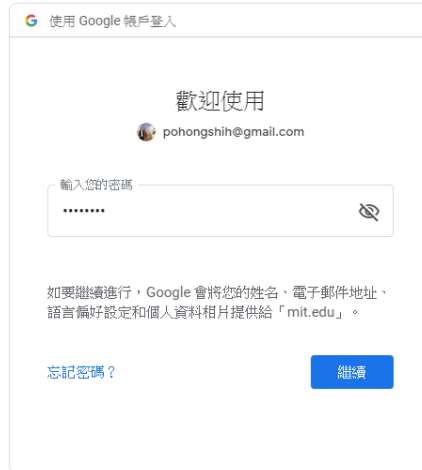 使用 Google 帳戶登入
歡迎使用
pohongshih@gmail.com
輸入您的密碼
••••••••
如要繼續進行，Google 會將您的姓名、電子郵件地址、
語言偏好設定和個人資料相片提供給「mit.edu」。
忘記密碼？
繼續